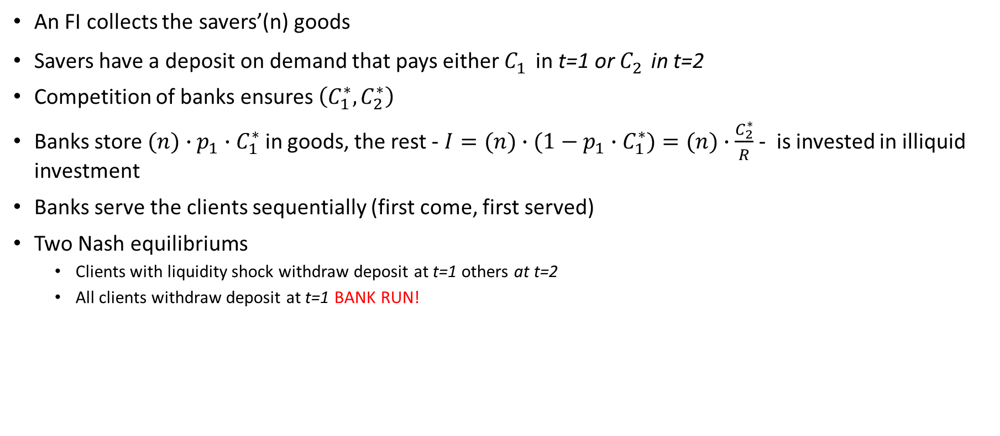 • An FI collects the savers’(n) goods
• Savers have a deposit on demand that pays either $C_1$ in t=1 or $C_2$ in t=2
• Competition of banks ensures $(C_1^*, C_2^*)$
• Banks store $(n) \cdot p_1 \cdot C_1^*$ in goods, the rest - $I = (n) \cdot (1 - p_1 \cdot C_1^*) = (n) \cdot \frac{C_2^*}{R}$ - is invested in illiquid
investment
• Banks serve the clients sequentially (first come, first served)
• Two Nash equilibriums
• Clients with liquidity shock withdraw deposit at t=1 others at t=2
• All clients withdraw deposit at t=1 BANK RUN!